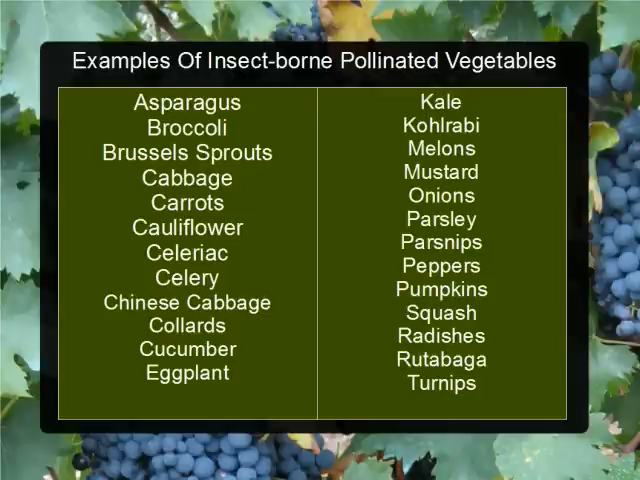 Examples Of Insect-borne Pollinated Vegetables
Asparagus
Broccoli
Brussels Sprouts
Cabbage
Carrots
Cauliflower
Celeriac
Celery
Chinese Cabbage
Collards
Cucumber
Eggplant
Kale
Kohlrabi
Melons
Mustard
Onions
Parsley
Parsnips
Peppers
Pumpkins
Squash
Radishes
Rutabaga
Turnips